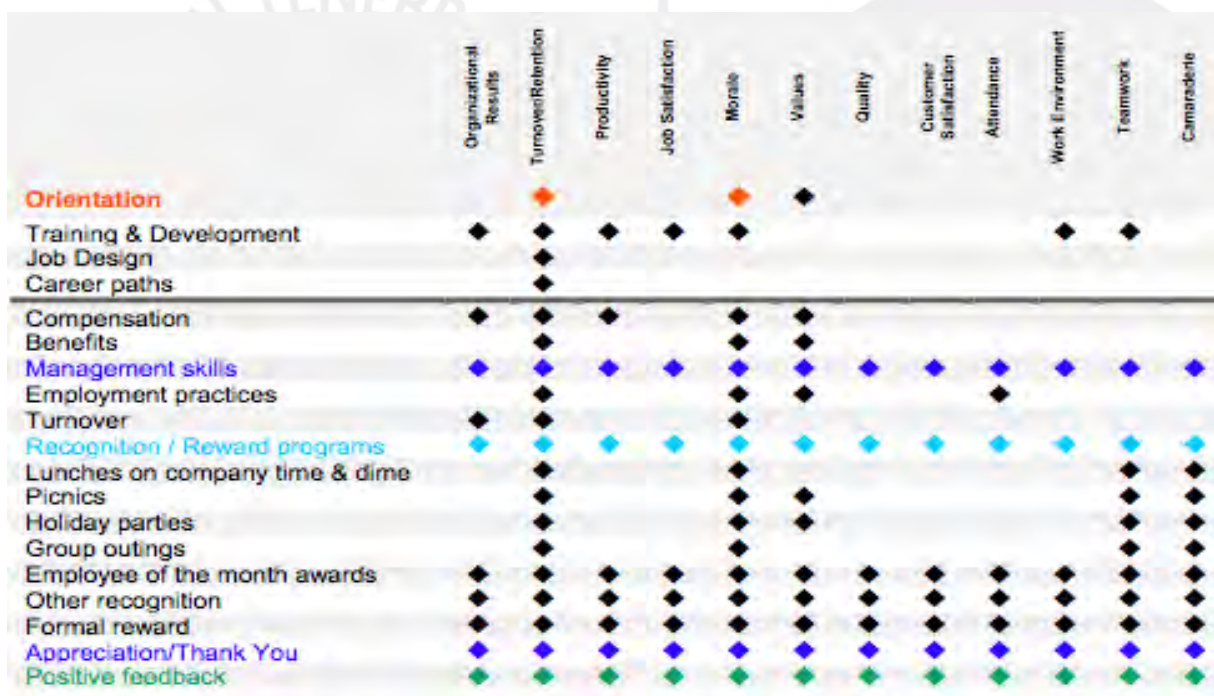 TENERA
Organizational
Results
Turnover/Retention
Productivity
Job Satisfaction
Morale
Values
Quality
Customer
Satisfaction
Attendance
Work Environment
Teamwork
Camaraderie
Orientation
Training & Development
Job Design
Career paths
Compensation
Benefits
Management skills
Employment practices
Turnover
Recognition / Reward programs
Lunches on company time & dime
Picnics
Holiday parties
Group outings
Employee of the month awards
Other recognition
Formal reward
Appreciation/Thank You
Positive feedback